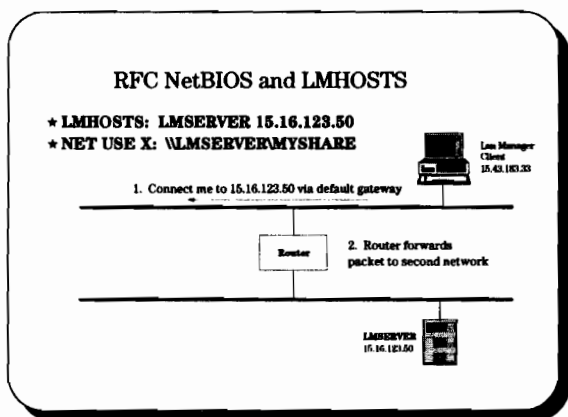 RFC NetBIOS and LMHOSTS
★ LMHOSTS: LMSERVER 15.16.123.50
★ NET USE X: \\LMSERVER\MYSHARE
Lan Manager
Client
15.43.183.33
1. Connect me to 15.16.123.50 via default gateway
Router
2. Router forwards
packet to second network
LMSERVER
15.16.123.50